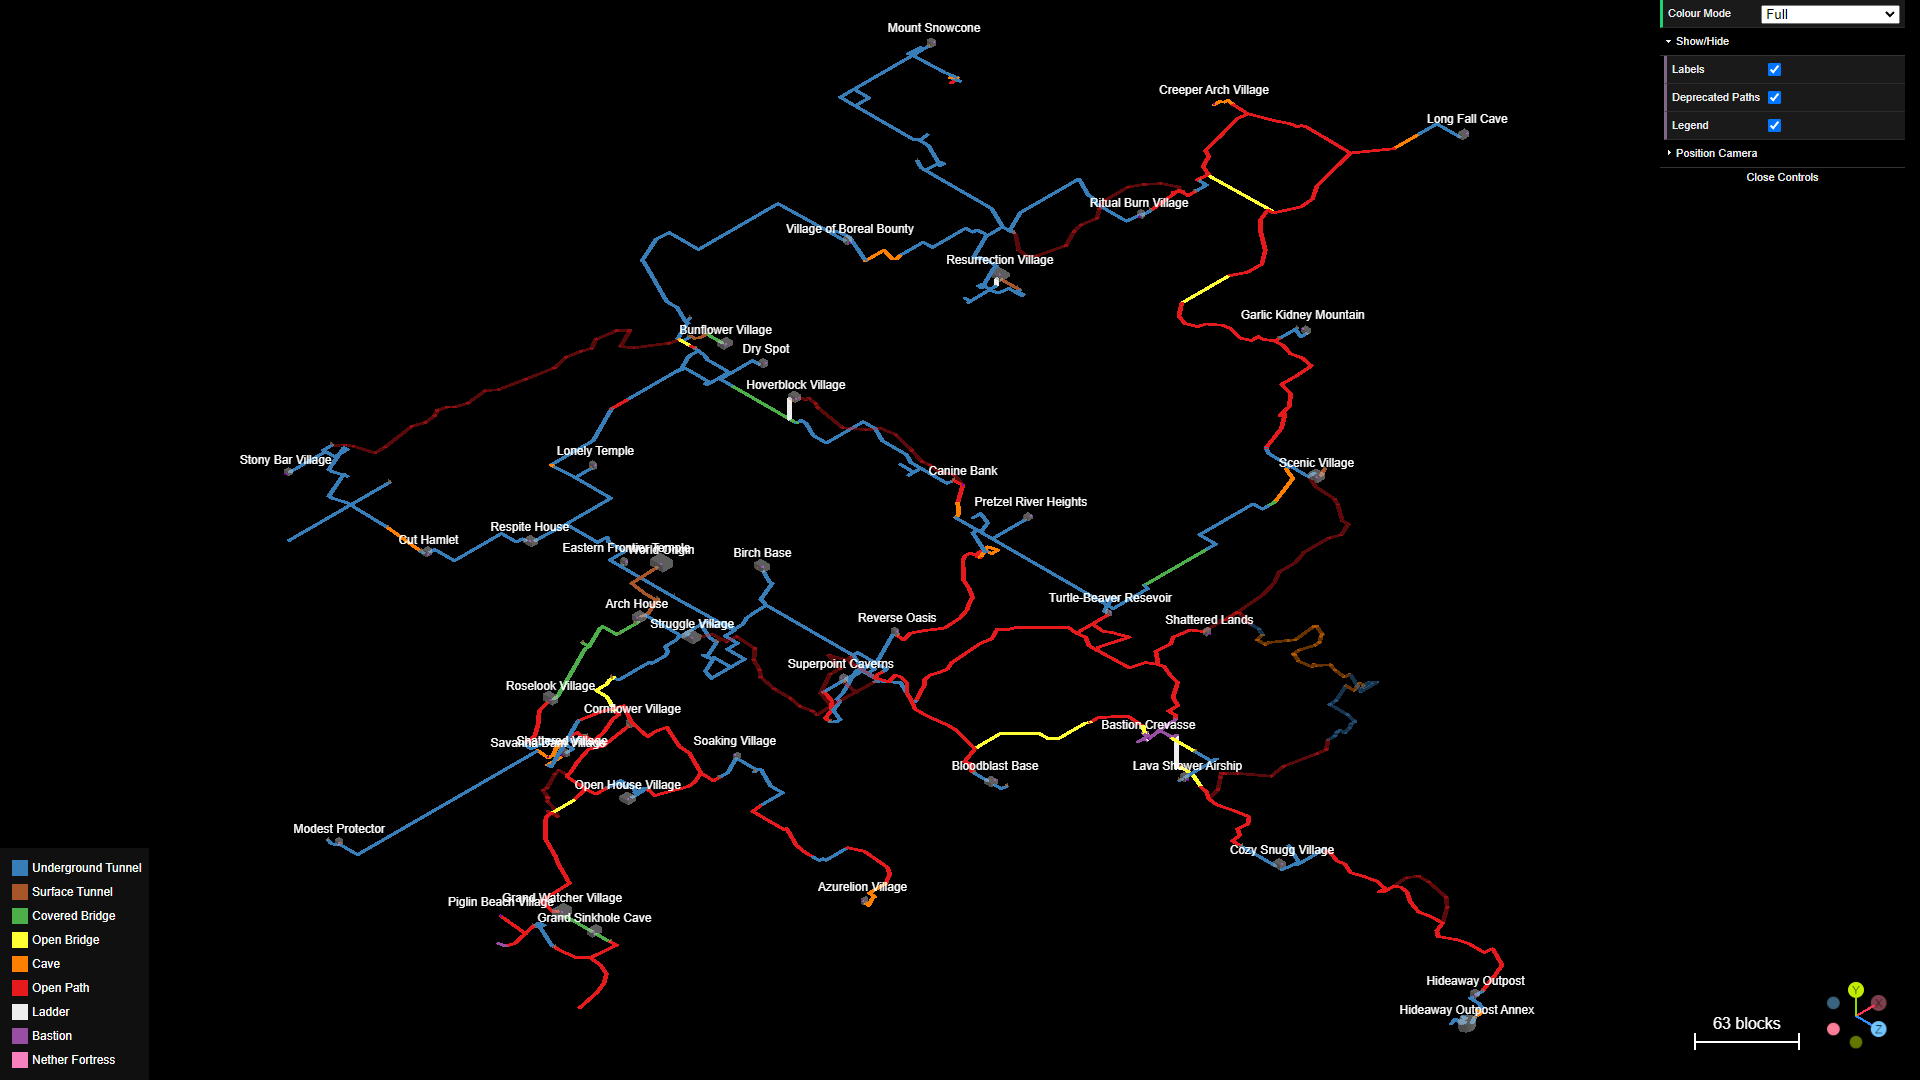 Mount Snowcone
Colour Mode
Full
Show/Hide
Labels
Deprecated Paths
Legend
Position Camera
Close Controls
Creeper Arch Village
Long Fall Cave
Ritual Burn Village
Village of Boreal Bounty
Resurrection Village
Garlic Kidney Mountain
Bunflower Village
Dry Spot
Hoverblock Village
Lonely Temple
Stony Bar Village
Scenic Village
Canine Bank
Pretzel River Heights
Respite House
Cut Hamlet
Eastern Frontier Temple
World Origin
Birch Base
Arch House
Turtle-Beaver Resevoir
Reverse Oasis
Struggle Village
Shattered Lands
Superpoint Caverns
Roselook Village
Cornflower Village
Bastion Crevasse
Shattered Village
Savanna Dam Village
Soaking Village
Bloodblast Base
Lava Shower Airship
Open House Village
Modest Protector
Cozy Snugg Village
Azurelion Village
Grand Watcher Village
Piglin Beach Village
Grand Sinkhole Cave
Hideaway Outpost
Hideaway Outpost Annex
Underground Tunnel
Surface Tunnel
Covered Bridge
Open Bridge
Cave
Open Path
Ladder
Bastion
Nether Fortress
63 blocks
Y
X
Z